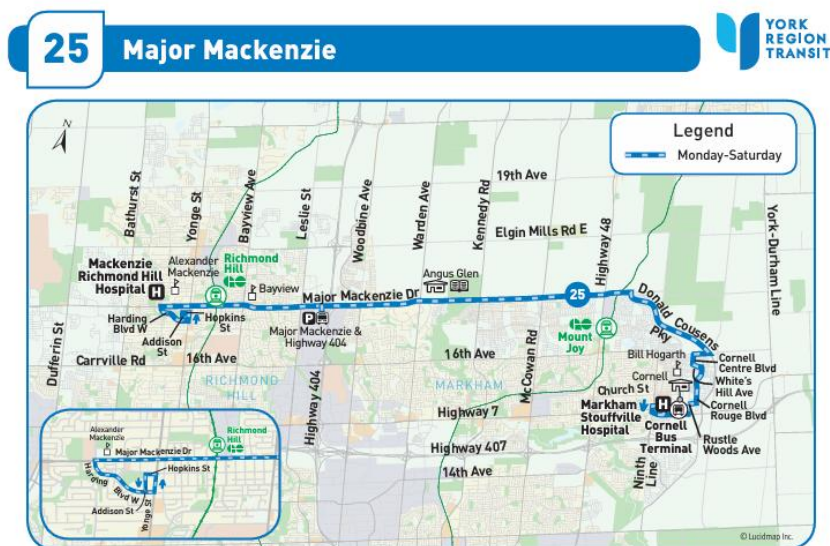 25
Major Mackenzie
YORK
REGION
TRANSIT
Legend
Monday-Saturday
N
Bathurst St
Yonge St
Bayview Ave
Leslie St
Woodbine Ave
Warden Ave
Kennedy Rd
19th Ave
Elgin Mills Rd E
Highway 48
York-Durham Line
Mackenzie
Richmond Hill
Hospital
H
Alexander
Mackenzie
Richmond
Hill
Bayview
Major Mackenzie Dr
Angus Glen
25
Donald Cousens
Pky
Harding
Blvd W
Hopkins
St
Addison
St
P
Major Mackenzie &
Highway 404
Dufferin St
Carrville Rd
16th Ave
RICHMOND
HILL
Highway 404
16th Ave
MARKHAM
McCowan Rd
Mount
Joy
Bill Hogarth
Cornell
Cornell
Centre Blvd
White's
Hill Ave
Church St
Markham
Stouffville
Hospital
H
Cornell
Bus
Terminal
Cornell
Rouge Blvd
Rustle
Woods Ave
Highway 7
Highway 407
14th Ave
Ninth
Line
Alexander
Mackenzie
Major Mackenzie Dr
Richmond
Hill
Hopkins St
Harding
Blvd W
Addison St
Yonge St
© Lucidmap Inc.